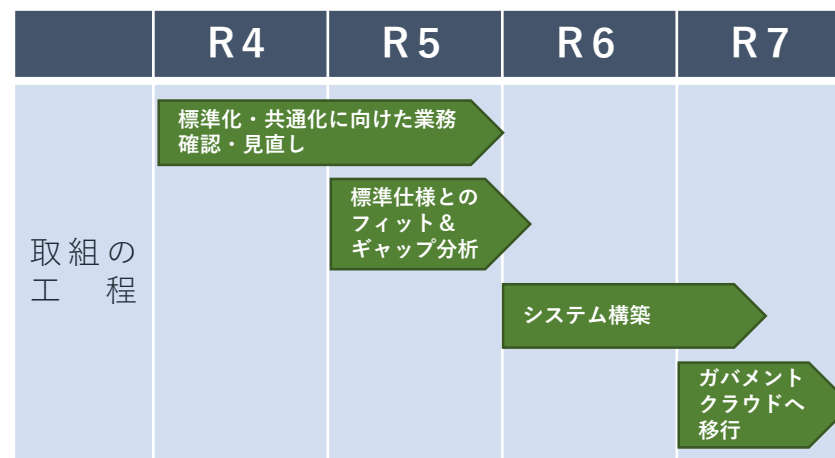 R4 R5 R6 R7
標準化・共通化に向けた業務
確認・見直し
標準仕様との
フィット＆
ギャップ分析
取組の
工程
システム構築
ガバメント
クラウドへ
移行